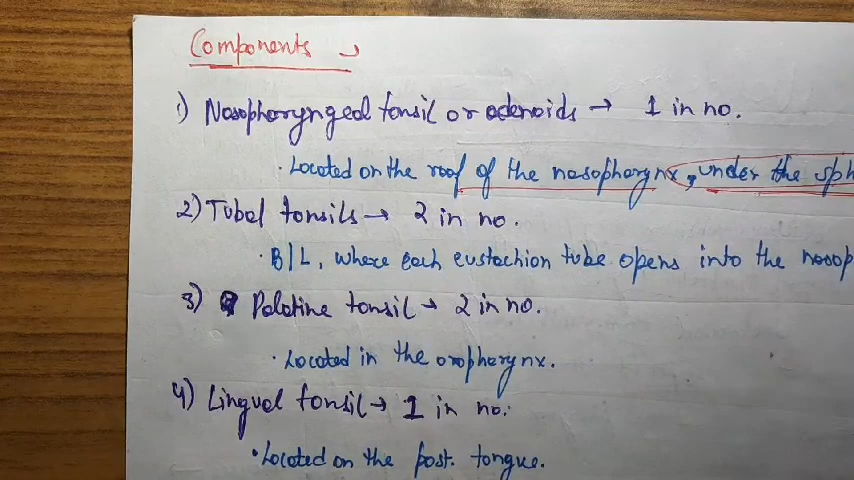 Components
1) Nasopharyngeal tonsil or adenoids → 1 in no.
· Located on the roof of the nasopharynx, under the sph
2) Tubal tonsils → 2 in no.
· B/L, where each eustachian tube opens into the nasop
3) Palatine tonsil → 2 in no.
· Located in the oropharynx.
4) Lingual tonsil → 1 in no.
· Located on the post. tongue.